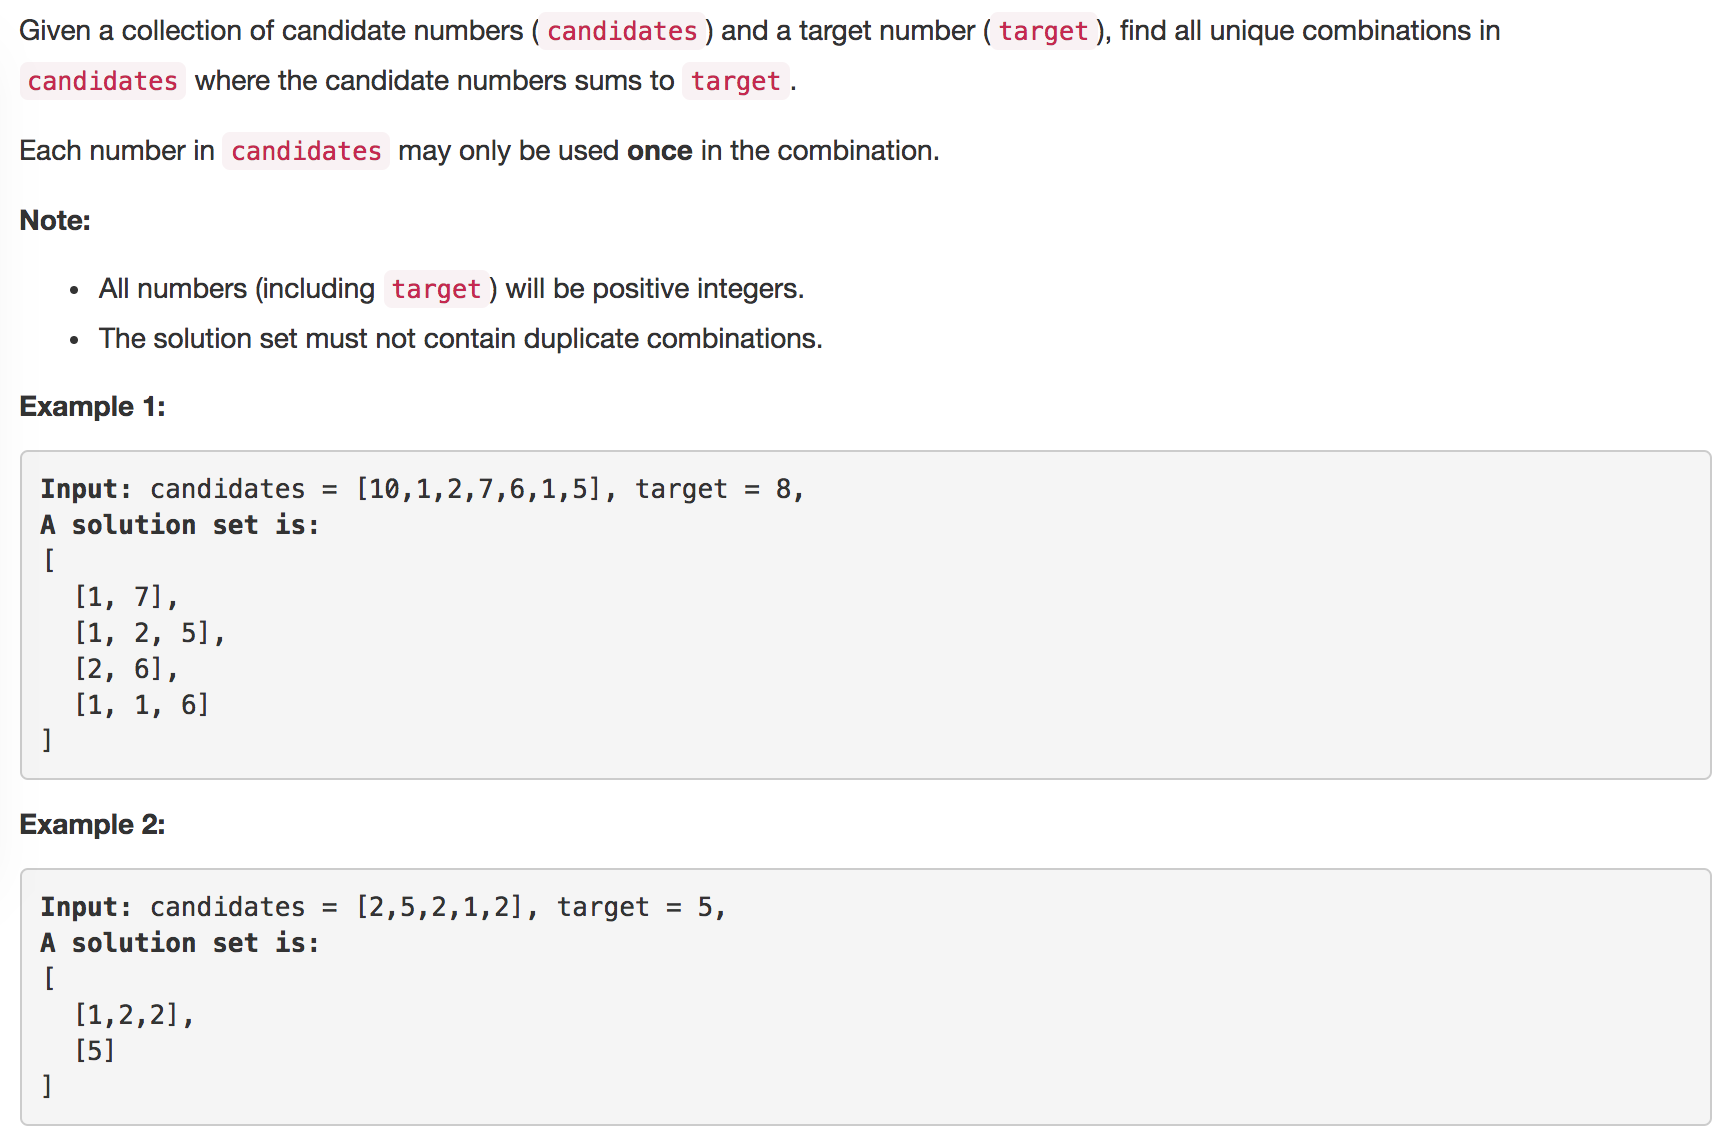 Given a collection of candidate numbers ( candidates ) and a target number ( target ), find all unique combinations in
candidates where the candidate numbers sums to target .
Each number in candidates may only be used once in the combination.
Note:
• All numbers (including target ) will be positive integers.
• The solution set must not contain duplicate combinations.
Example 1:
Input: candidates = [10,1,2,7,6,1,5], target = 8,
A solution set is:
[
  [1, 7],
  [1, 2, 5],
  [2, 6],
  [1, 1, 6]
]
Example 2:
Input: candidates = [2,5,2,1,2], target = 5,
A solution set is:
[
  [1,2,2],
  [5]
]